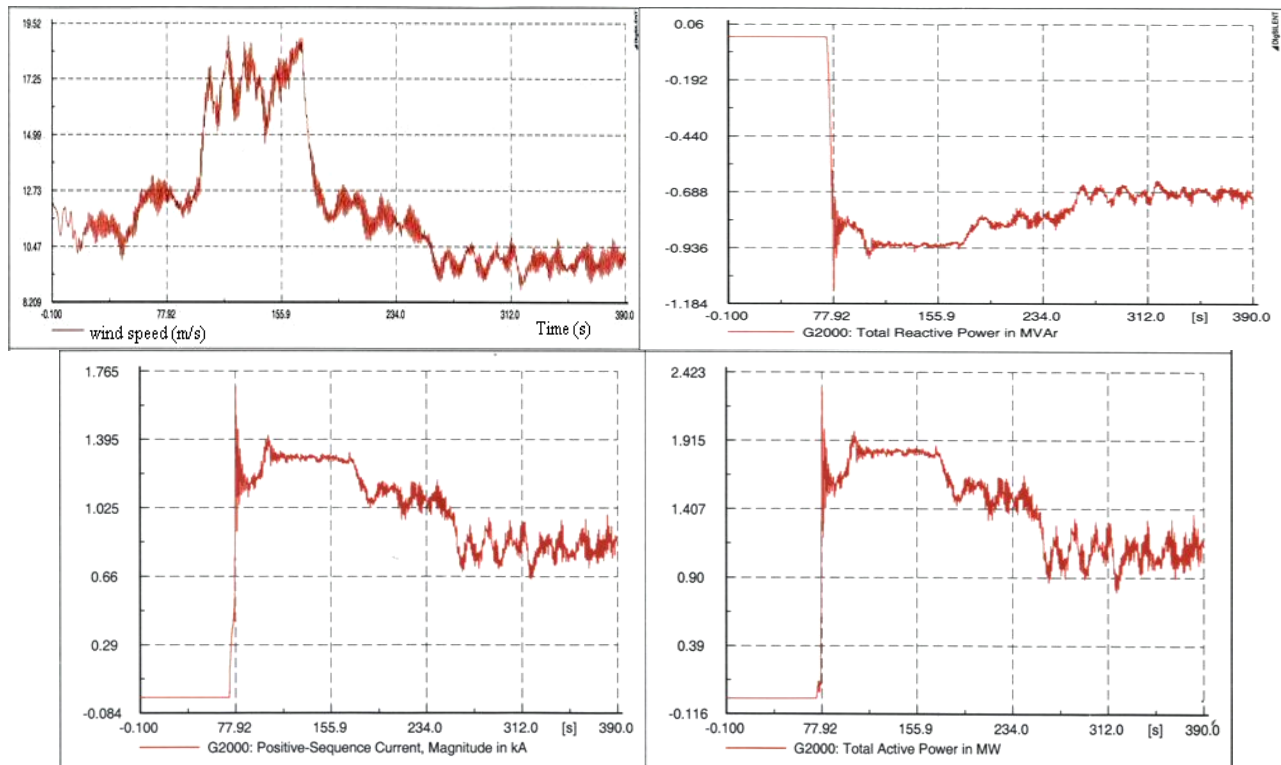 19.52
17.25
14.99
12.73
10.47
8.209
-0.100 77.92 155.9 234.0 312.0 390.0
wind speed (m/s) Time (s)
DIgSILENT
0.06
-0.192
-0.440
-0.688
-0.936
-1.184
-0.100 77.92 155.9 234.0 312.0 [s] 390.0
G2000: Total Reactive Power in MVAr
DIgSILENT
1.765
1.395
1.025
0.66
0.29
-0.084
-0.100 77.92 155.9 234.0 312.0 [s] 390.0
G2000: Positive-Sequence Current, Magnitude in kA
2.423
1.915
1.407
0.90
0.39
-0.116
-0.100 77.92 155.9 234.0 312.0 [s] 390.0
G2000: Total Active Power in MW